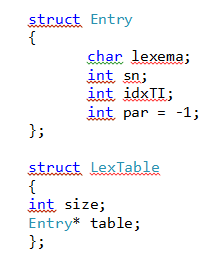 struct Entry
{
char lexema;
int sn;
int idxTI;
int par = -1;
};
struct LexTable
{
int size;
Entry* table;
};